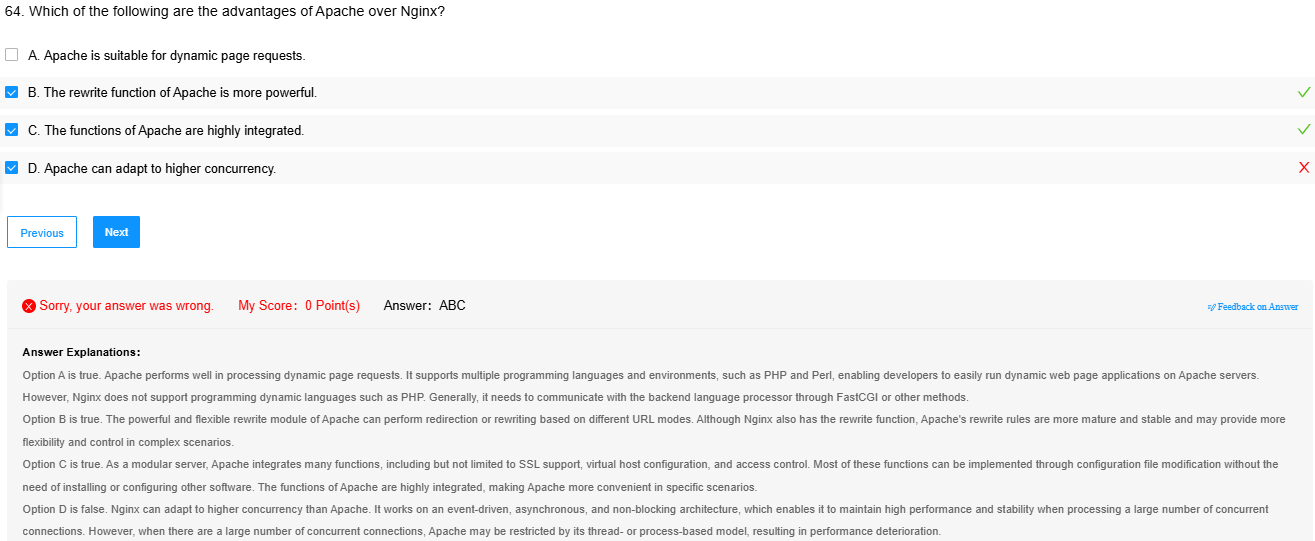 64. Which of the following are the advantages of Apache over Nginx?
A. Apache is suitable for dynamic page requests.
B. The rewrite function of Apache is more powerful.
C. The functions of Apache are highly integrated.
D. Apache can adapt to higher concurrency.
Previous Next
Sorry, your answer was wrong. My Score: 0 Point(s) Answer: ABC Feedback on Answer
Answer Explanations:
Option A is true. Apache performs well in processing dynamic page requests. It supports multiple programming languages and environments, such as PHP and Perl, enabling developers to easily run dynamic web page applications on Apache servers.
However, Nginx does not support programming dynamic languages such as PHP. Generally, it needs to communicate with the backend language processor through FastCGI or other methods.
Option B is true. The powerful and flexible rewrite module of Apache can perform redirection or rewriting based on different URL modes. Although Nginx also has the rewrite function, Apache's rewrite rules are more mature and stable and may provide more
flexibility and control in complex scenarios.
Option C is true. As a modular server, Apache integrates many functions, including but not limited to SSL support, virtual host configuration, and access control. Most of these functions can be implemented through configuration file modification without the
need of installing or configuring other software. The functions of Apache are highly integrated, making Apache more convenient in specific scenarios.
Option D is false. Nginx can adapt to higher concurrency than Apache. It works on an event-driven, asynchronous, and non-blocking architecture, which enables it to maintain high performance and stability when processing a large number of concurrent
connections. However, when there are a large number of concurrent connections, Apache may be restricted by its thread- or process-based model, resulting in performance deterioration.